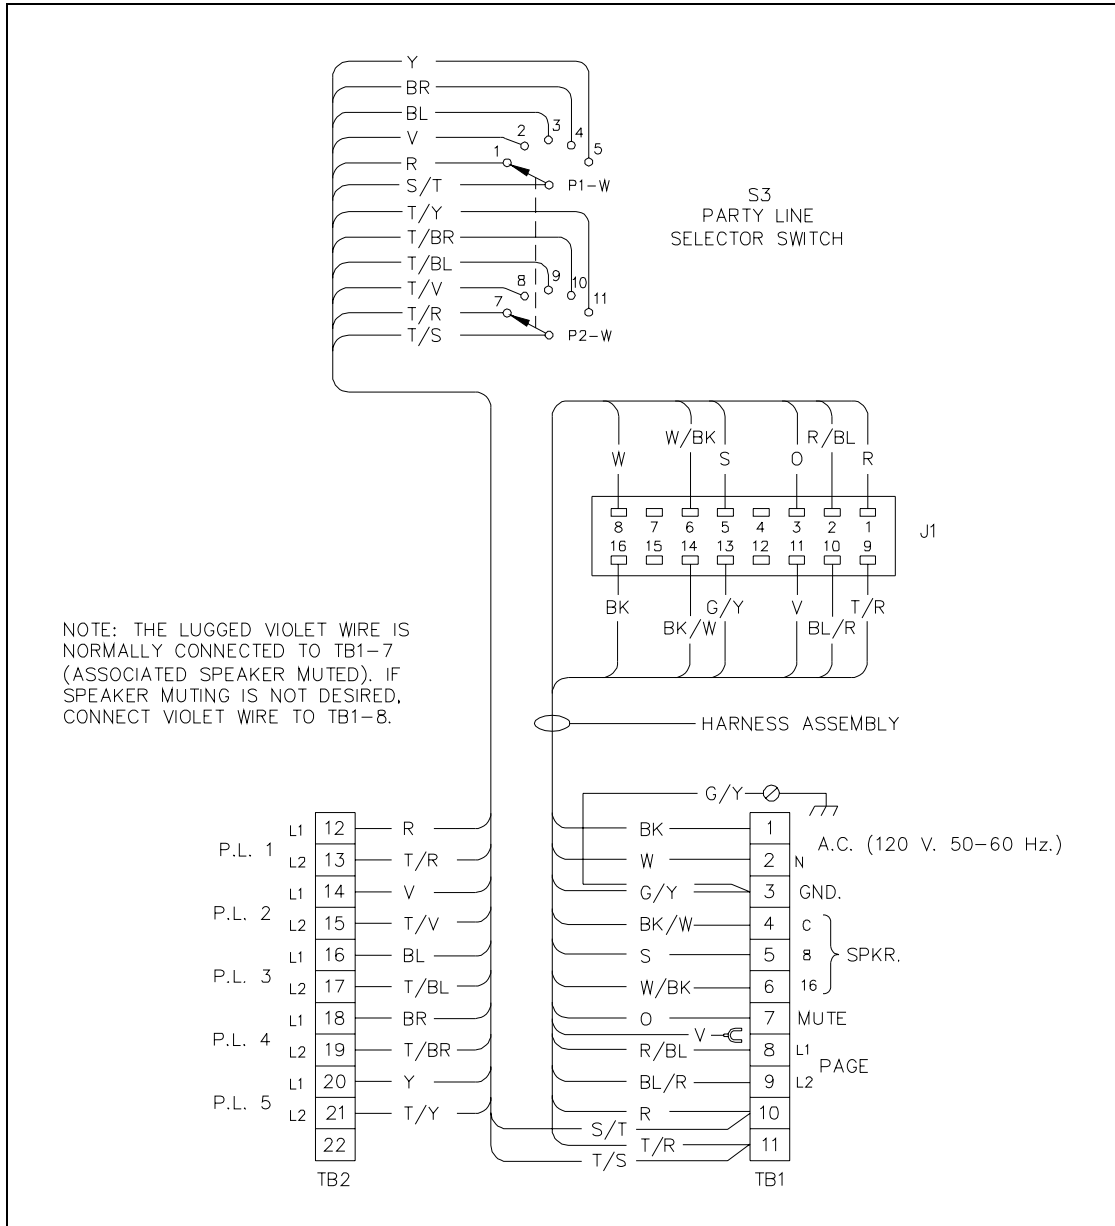 Y
BR
BL
V
R
S/T
T/Y
T/BR
T/BL
T/V
T/R
T/S
1 2 3 4 5
P1-W
7 8 9 10 11
P2-W
S3
PARTY LINE
SELECTOR SWITCH
W/BK R/BL
W S O R
8 7 6 5 4 3 2 1
16 15 14 13 12 11 10 9
J1
BK G/Y V T/R
BK/W BL/R
NOTE: THE LUGGED VIOLET WIRE IS
NORMALLY CONNECTED TO TB1-7
(ASSOCIATED SPEAKER MUTED). IF
SPEAKER MUTING IS NOT DESIRED,
CONNECT VIOLET WIRE TO TB1-8.
HARNESS ASSEMBLY
P.L. 1
L1 12 R
L2 13 T/R
P.L. 2
L1 14 V
L2 15 T/V
P.L. 3
L1 16 BL
L2 17 T/BL
P.L. 4
L1 18 BR
L2 19 T/BR
P.L. 5
L1 20 Y
L2 21 T/Y
22
TB2
G/Y
BK 1
A.C. (120 V. 50-60 Hz.)
W 2 N
G/Y 3 GND.
BK/W 4 C
S 5 8 SPKR.
W/BK 6 16
O 7 MUTE
V
R/BL 8 L1
PAGE
BL/R 9 L2
R 10
S/T
T/R 11
T/S
TB1